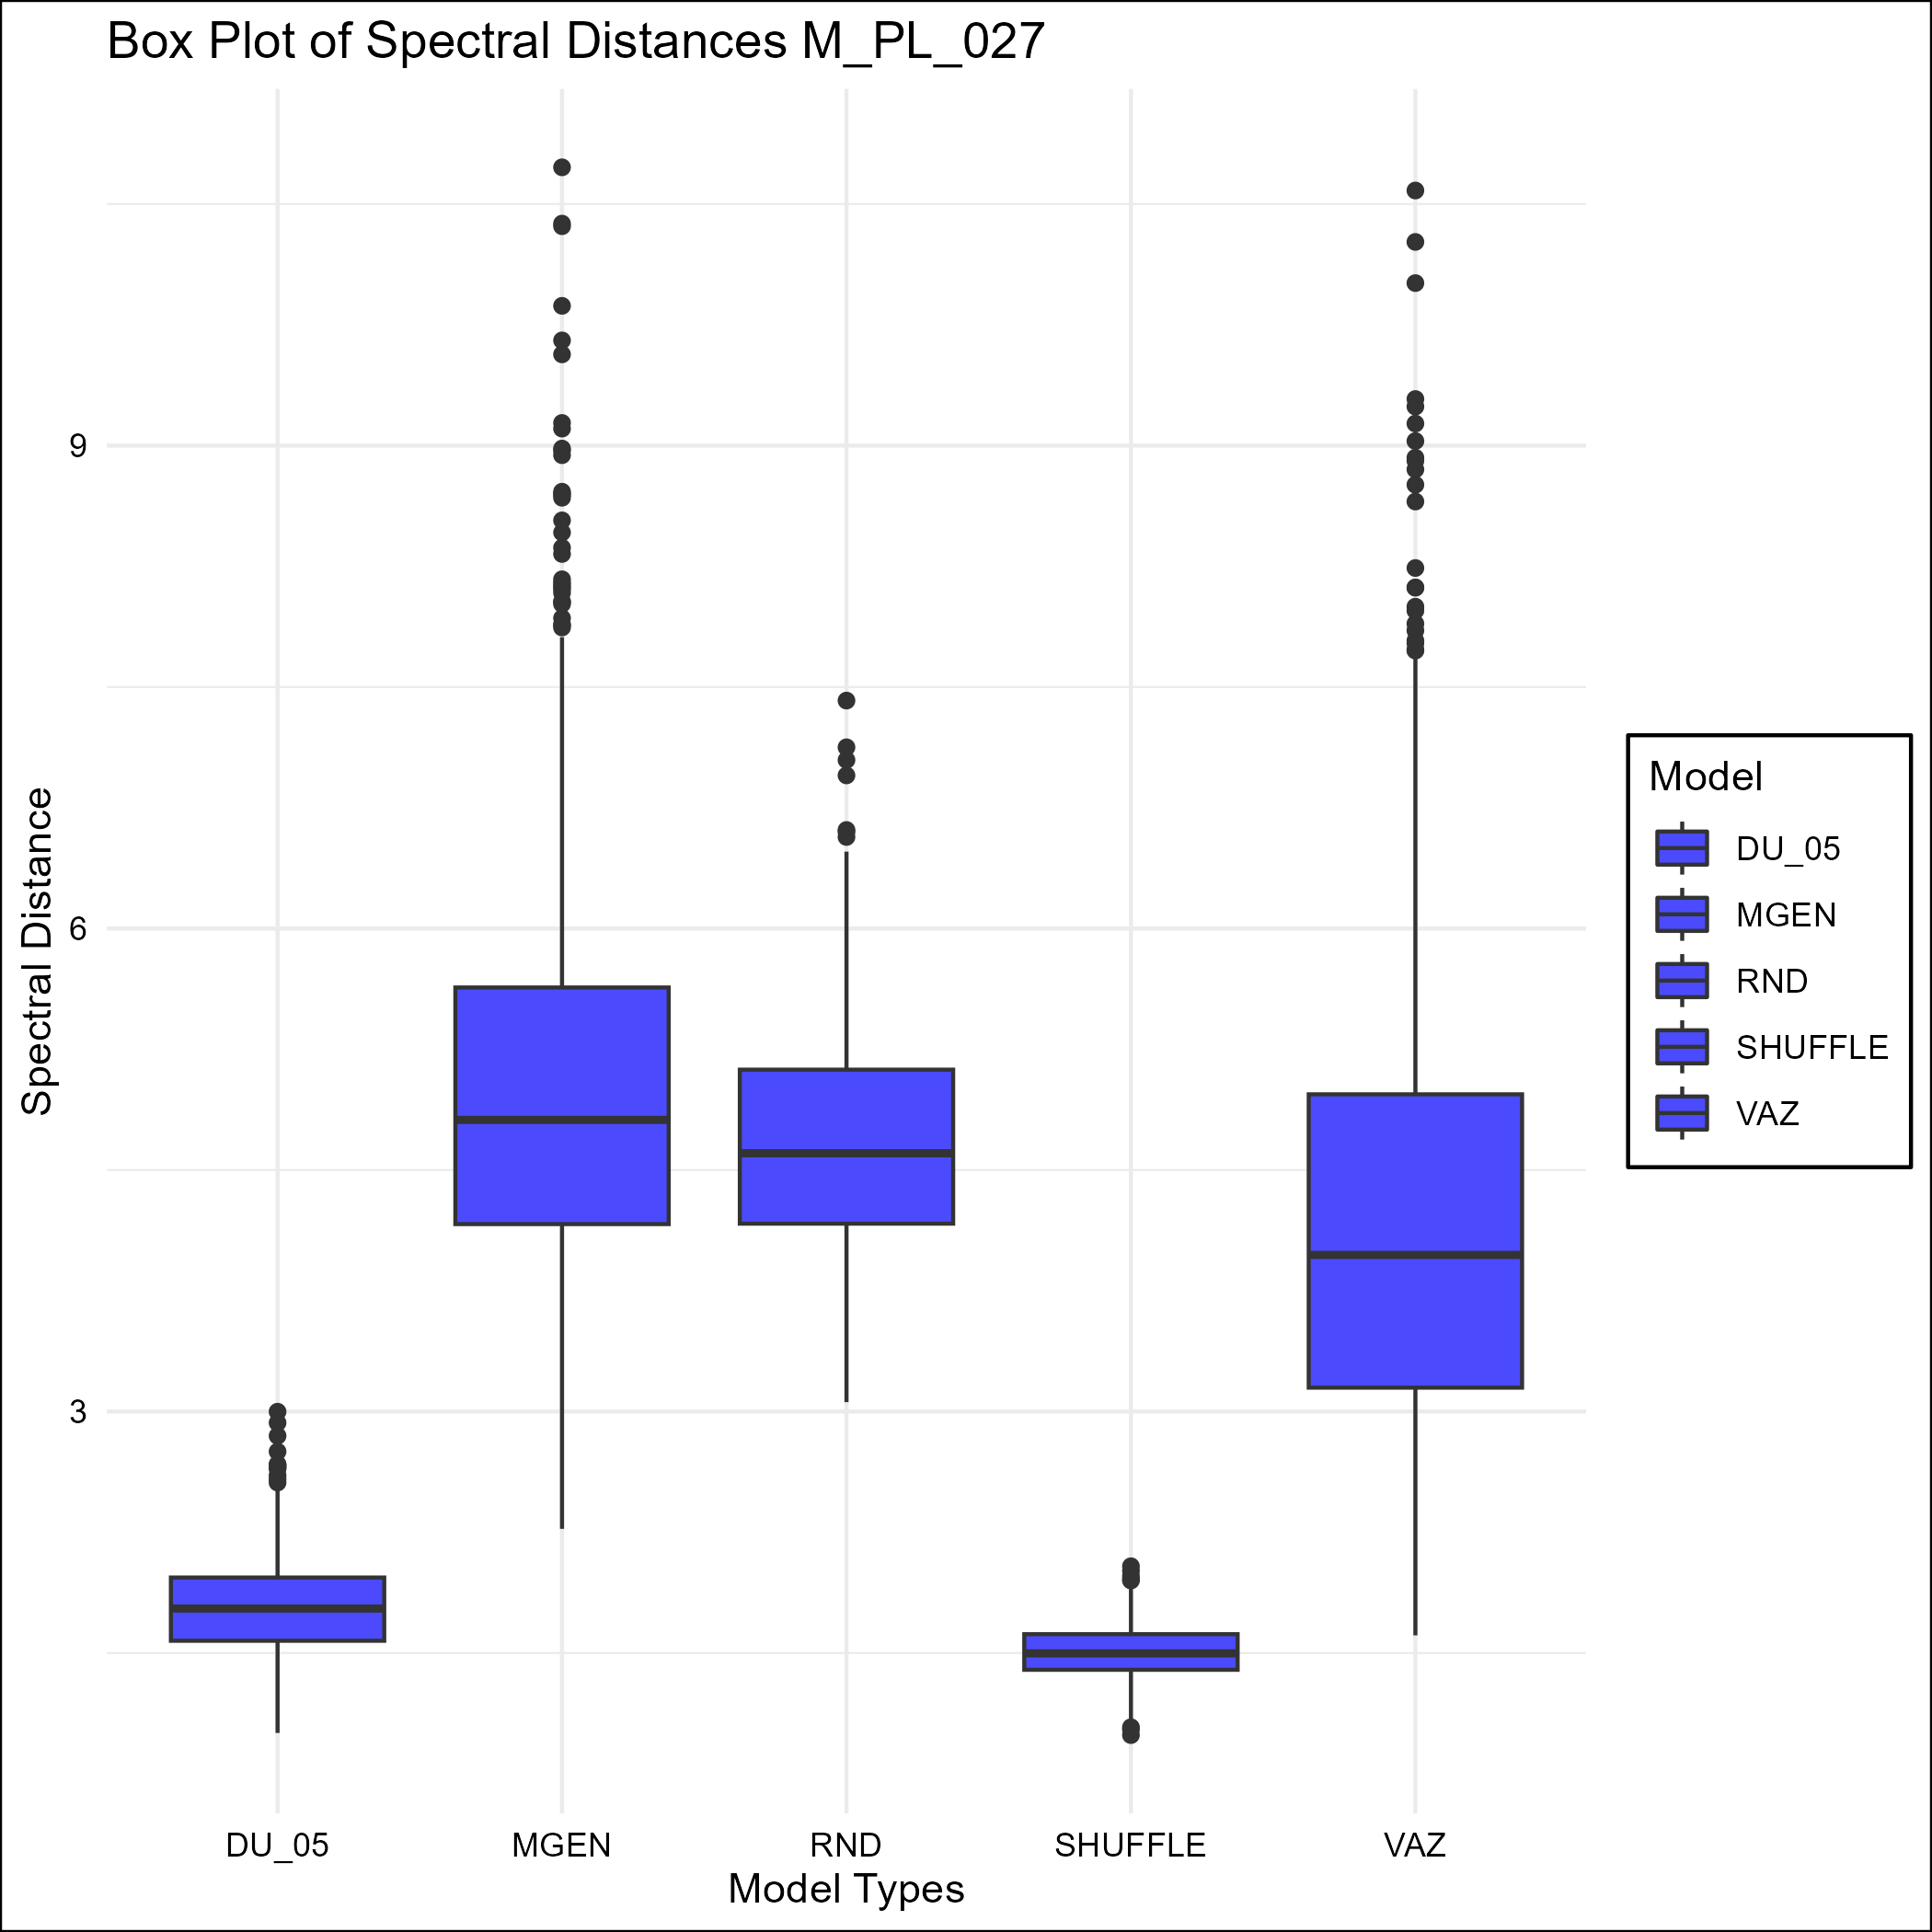 Box Plot of Spectral Distances M_PL_027
Spectral Distance
9
6
3
DU_05
MGEN
RND
SHUFFLE
VAZ
Model Types
Model
DU_05
MGEN
RND
SHUFFLE
VAZ